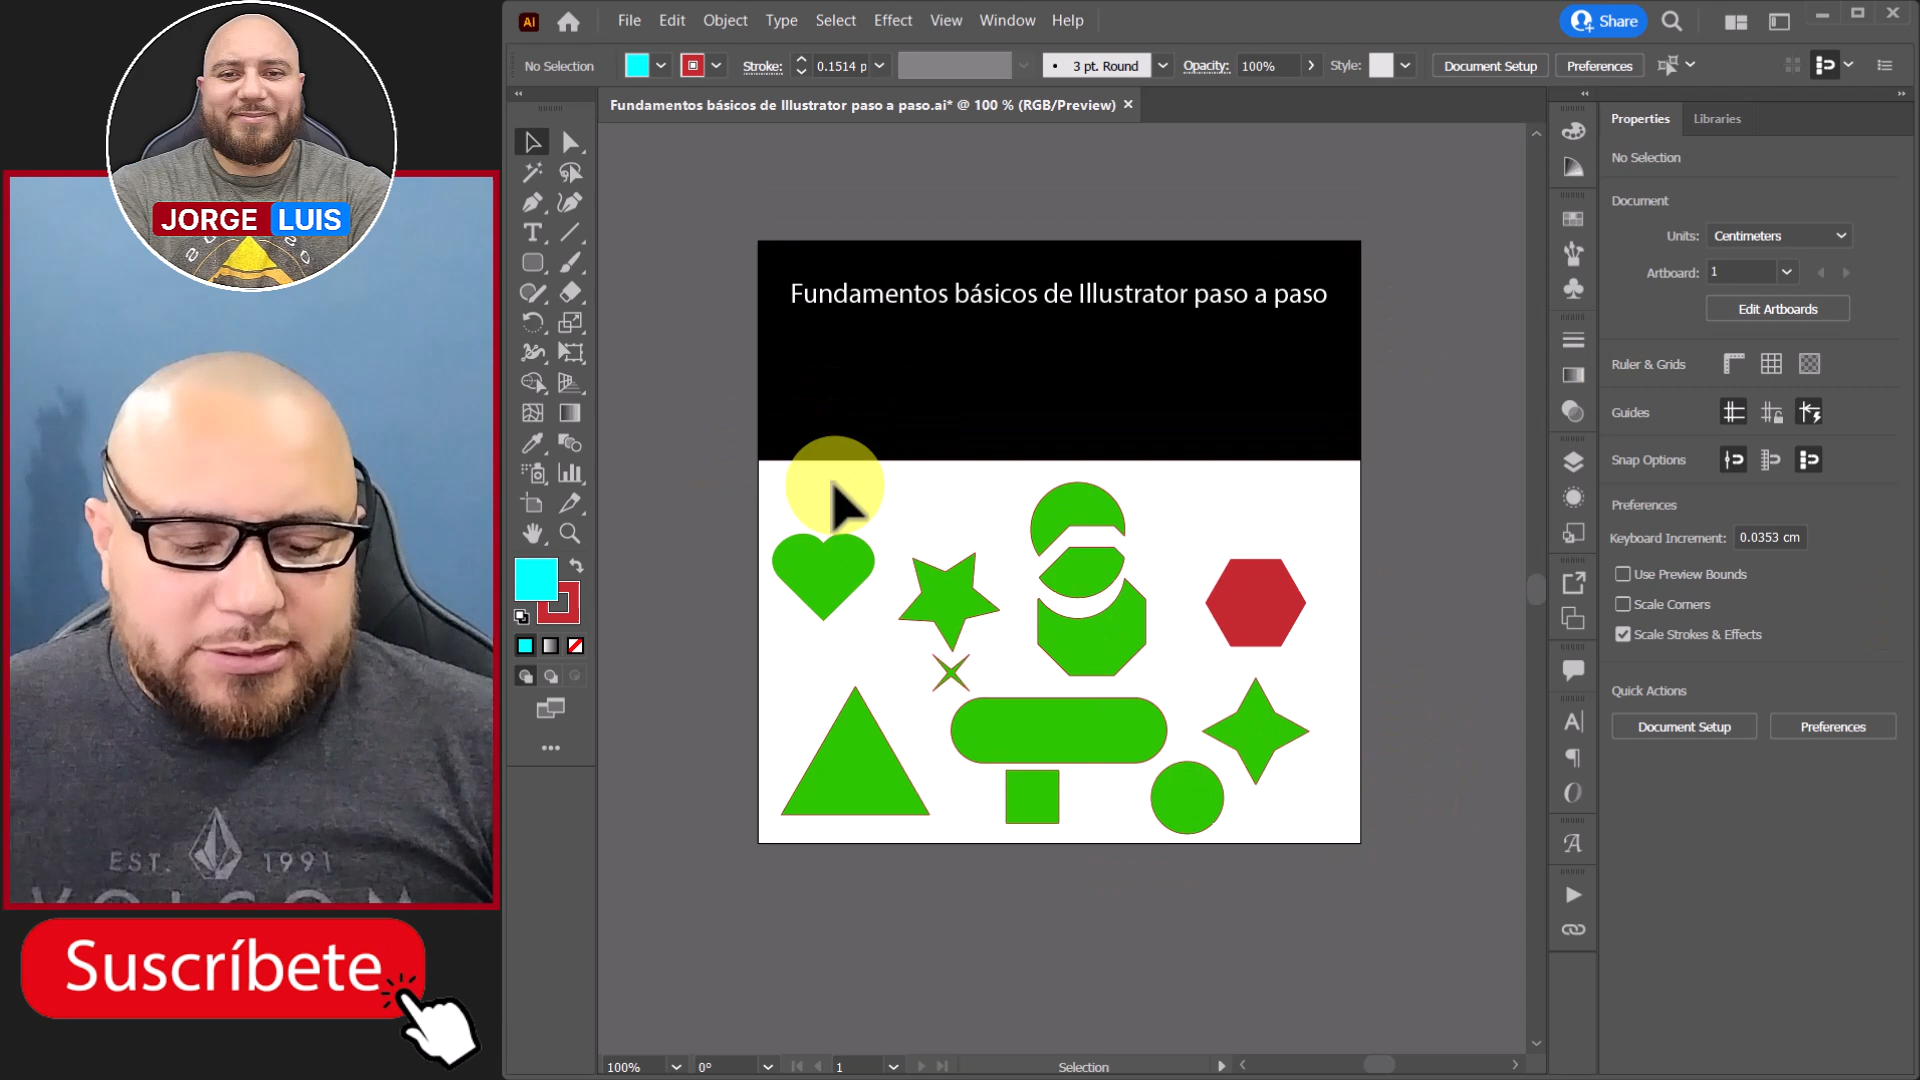 JORGE LUIS
EST. 1991
VOLCOM
Suscríbete
Ai
File Edit Object Type Select Effect View Window Help
Share
No Selection
Stroke:
0.1514 p
3 pt. Round
Opacity:
100%
Style:
Document Setup
Preferences
Fundamentos básicos de Illustrator paso a paso.ai* @ 100 % (RGB/Preview)
Fundamentos básicos de Illustrator paso a paso
Properties
Libraries
No Selection
Document
Units:
Centimeters
Artboard:
1
Edit Artboards
Ruler & Grids
Guides
Snap Options
Preferences
Keyboard Increment:
0.0353 cm
Use Preview Bounds
Scale Corners
Scale Strokes & Effects
Quick Actions
Document Setup
Preferences
100%
0°
1
Selection